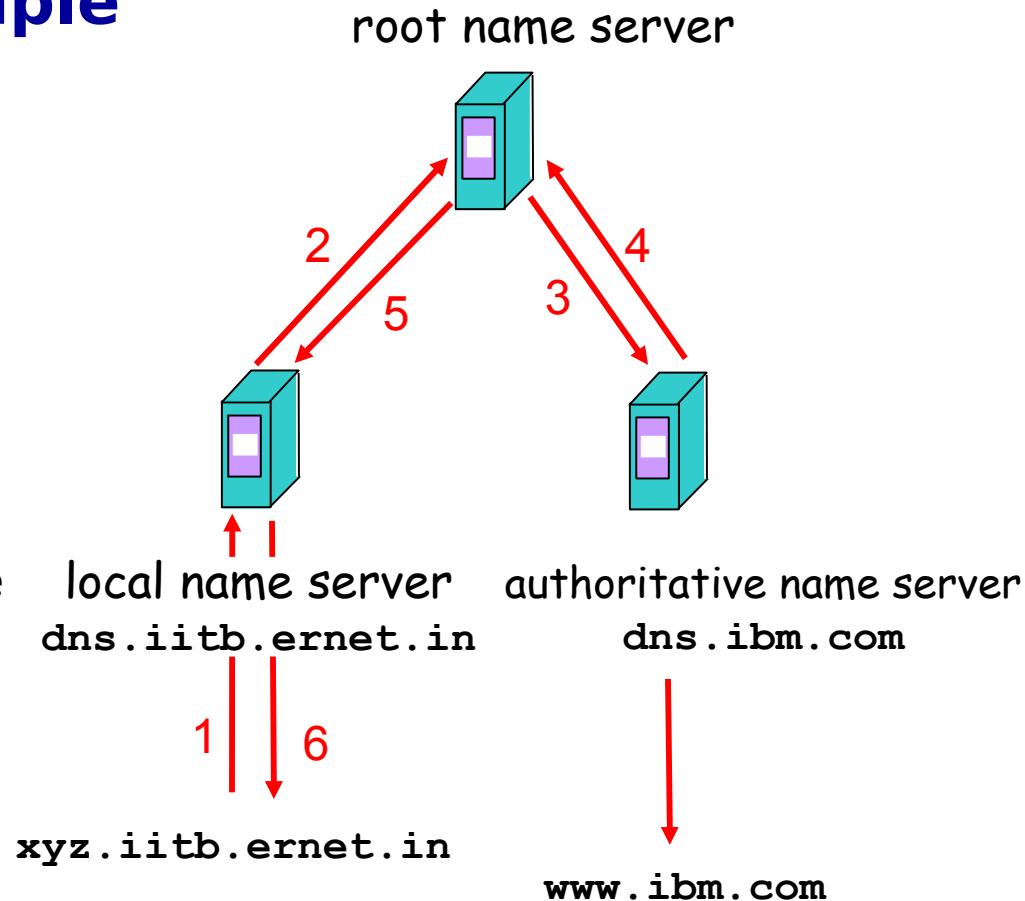 root name server
2
4
3
5
local name server
authoritative name server
dns.iitb.ernet.in
dns.ibm.com
1
6
xyz.iitb.ernet.in
www.ibm.com